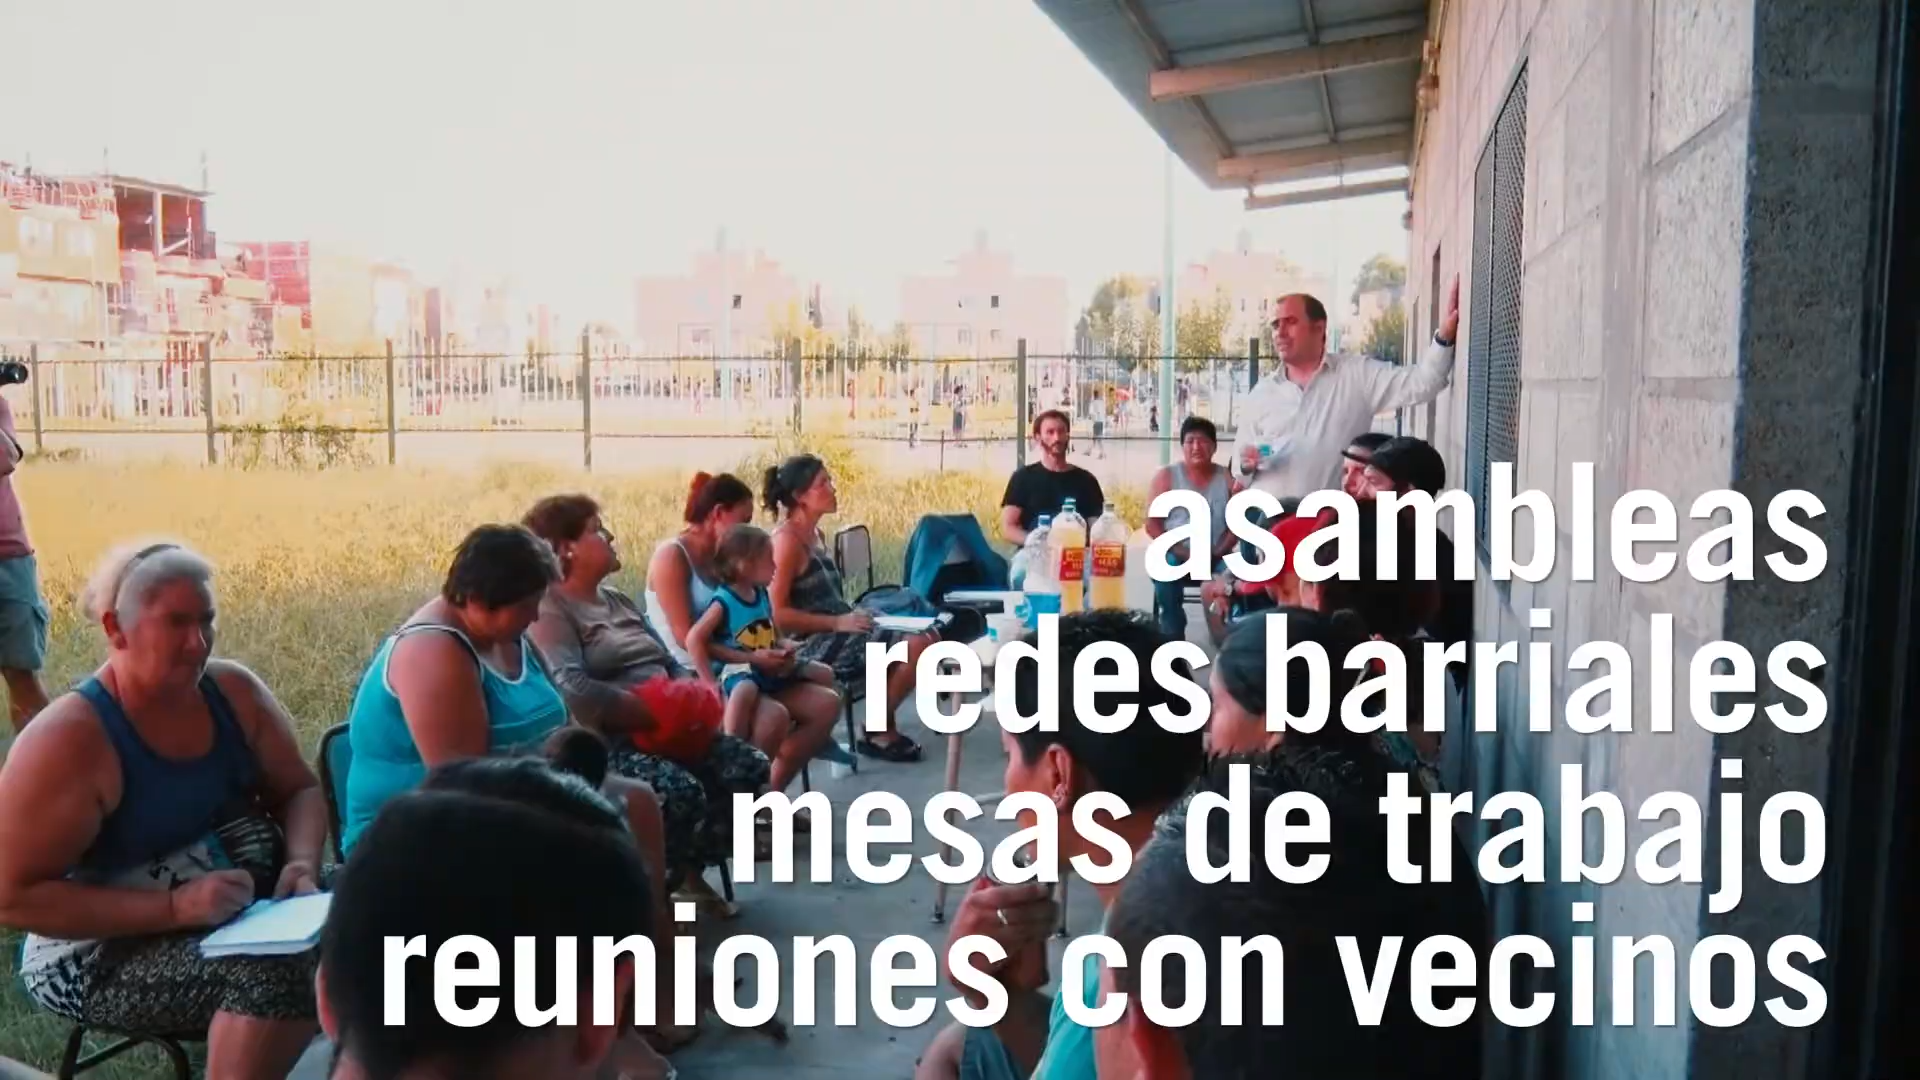 asambleas
redes barriales
mesas de trabajo
reuniones con vecinos